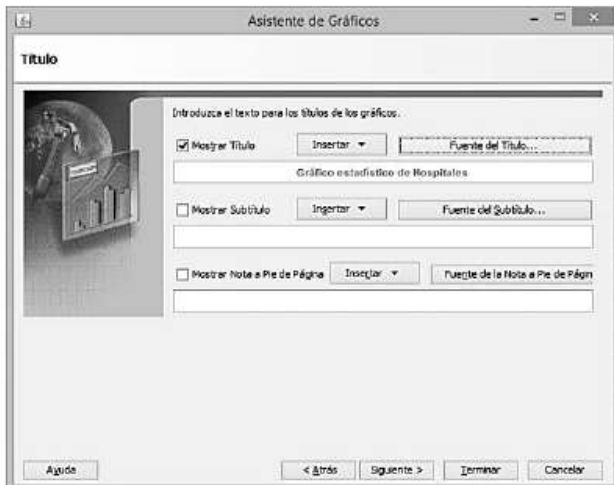 Asistente de Gráficos
Título
Introduzca el texto para los títulos de los gráficos.
Mostrar Título Insertar Fuente del Título...
Gráfico estadístico de Hospitales
Mostrar Subtítulo Insertar Fuente del Subtítulo...
Mostrar Nota a Pie de Página Insertar Fuente de la Nota a Pie de Págin
Ayuda < Atrás Siguiente > Terminar Cancelar